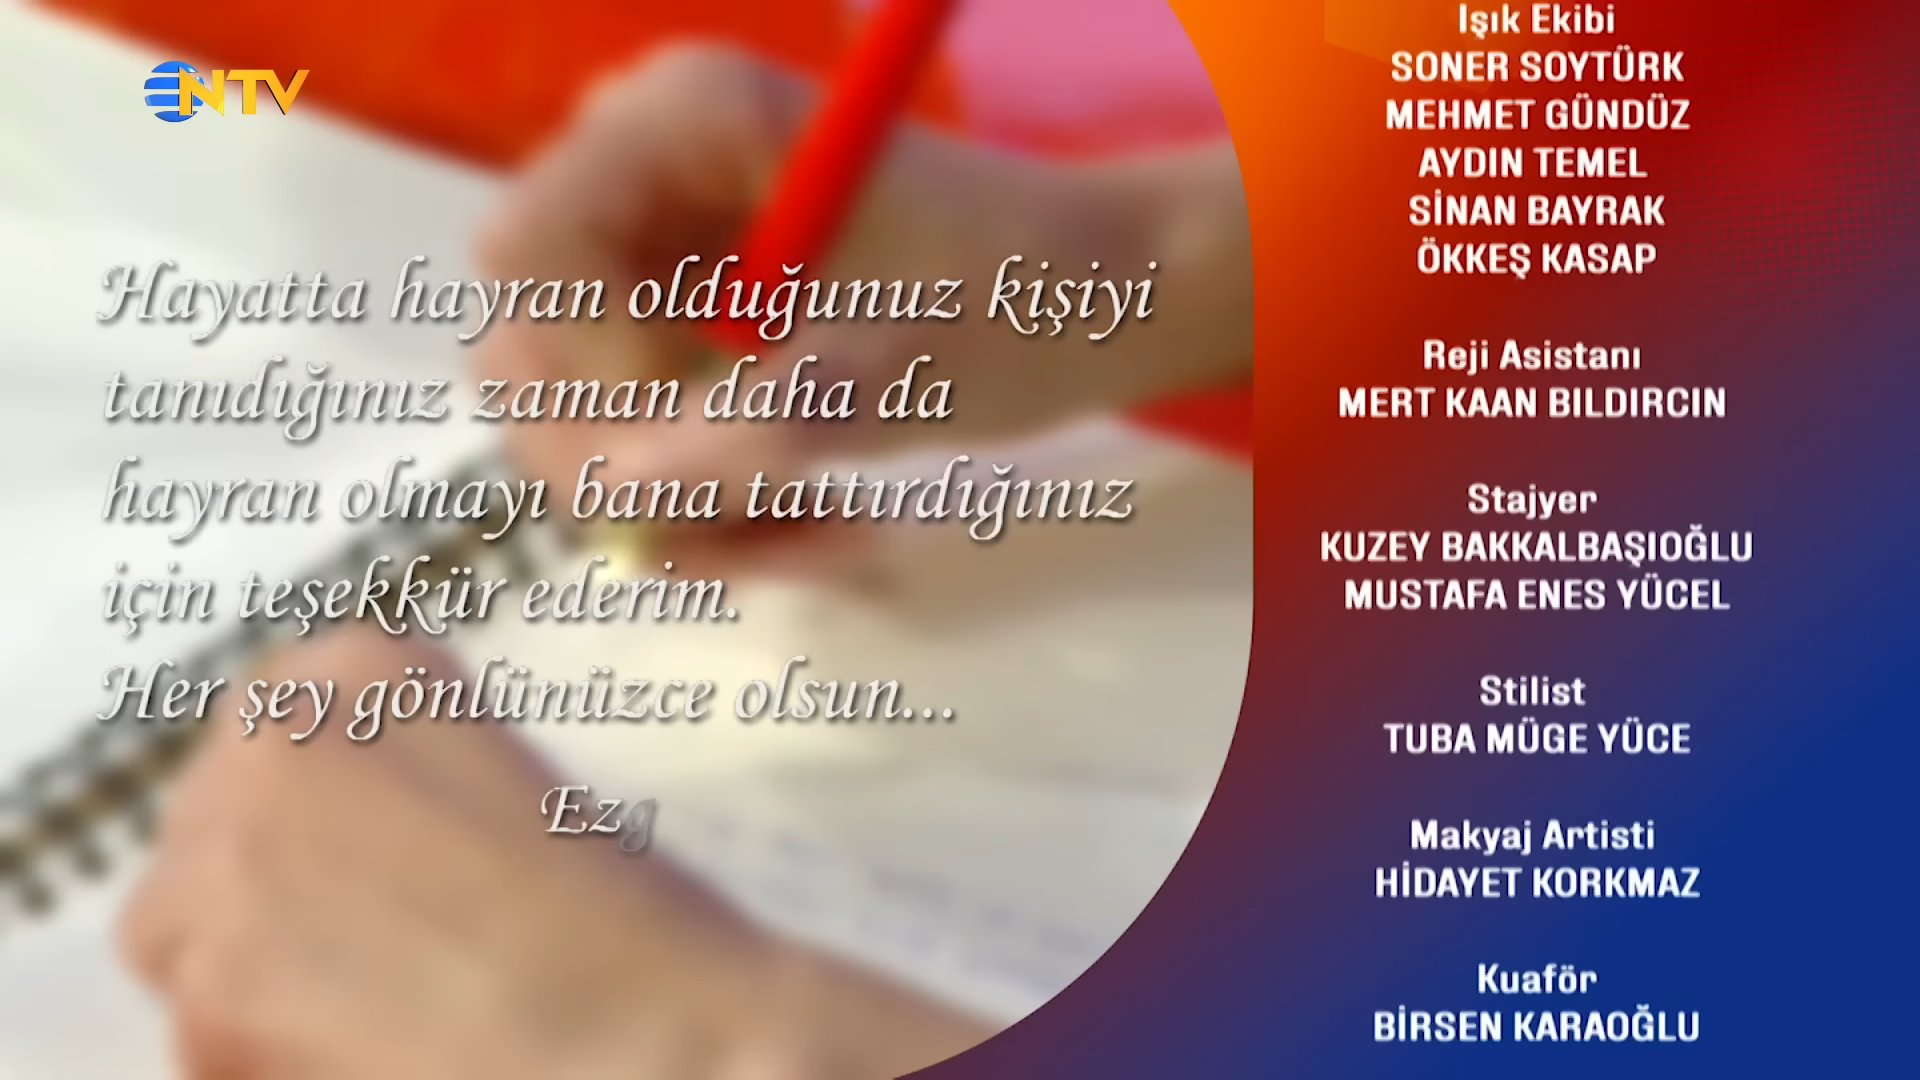 NTV
Hayatta hayran olduğunuz kişiyi
tanıdığınız zaman daha da
hayran olmayı bana tattırdığınız
için teşekkür ederim.
Her şey gönlünüzce olsun...
Ezg
Işık Ekibi
SONER SOYTÜRK
MEHMET GÜNDÜZ
AYDIN TEMEL
SİNAN BAYRAK
ÖKKEŞ KASAP
Reji Asistanı
MERT KAAN BILDIRCIN
Stajyer
KUZEY BAKKALBAŞIOĞLU
MUSTAFA ENES YÜCEL
Stilist
TUBA MÜGE YÜCE
Makyaj Artisti
HİDAYET KORKMAZ
Kuaför
BİRSEN KARAOĞLU